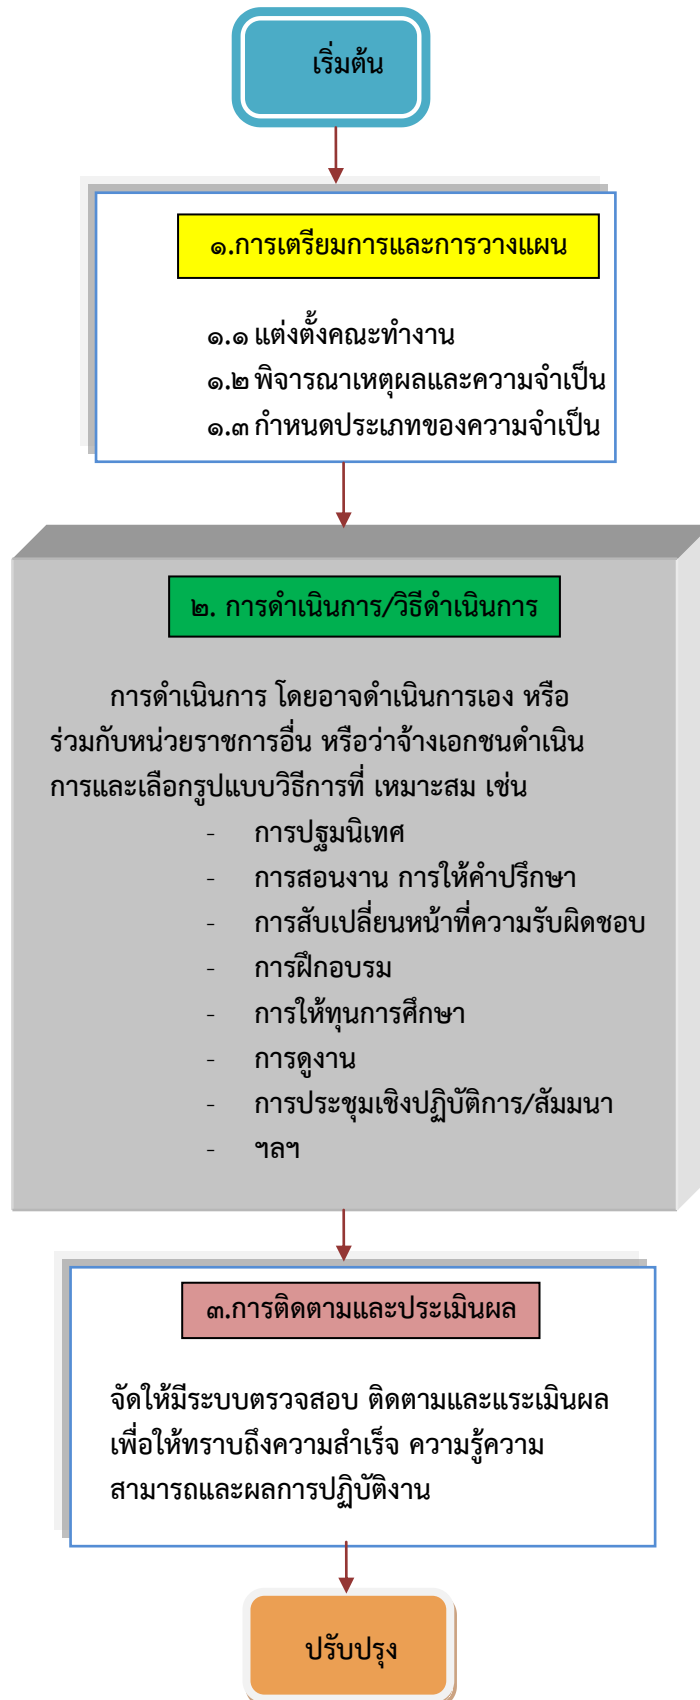 เริ่มต้น
๑.การเตรียมการและการวางแผน
๑.๑ แต่งตั้งคณะทำงาน
๑.๒ พิจารณาเหตุผลและความจำเป็น
๑.๓ กำหนดประเภทของความจำเป็น
๒. การดำเนินการ/วิธีดำเนินการ
การดำเนินการ โดยอาจดำเนินการเอง หรือ
ร่วมกับหน่วยราชการอื่น หรือว่าจ้างเอกชนดำเนิน
การและเลือกรูปแบบวิธีการที่ เหมาะสม เช่น
- การปฐมนิเทศ
- การสอนงาน การให้คำปรึกษา
- การสับเปลี่ยนหน้าที่ความรับผิดชอบ
- การฝึกอบรม
- การให้ทุนการศึกษา
- การดูงาน
- การประชุมเชิงปฏิบัติการ/สัมมนา
- ฯลฯ
๓.การติดตามและประเมินผล
จัดให้มีระบบตรวจสอบ ติดตามและแระเมินผล
เพื่อให้ทราบถึงความสำเร็จ ความรู้ความ
สามารถและผลการปฏิบัติงาน
ปรับปรุง